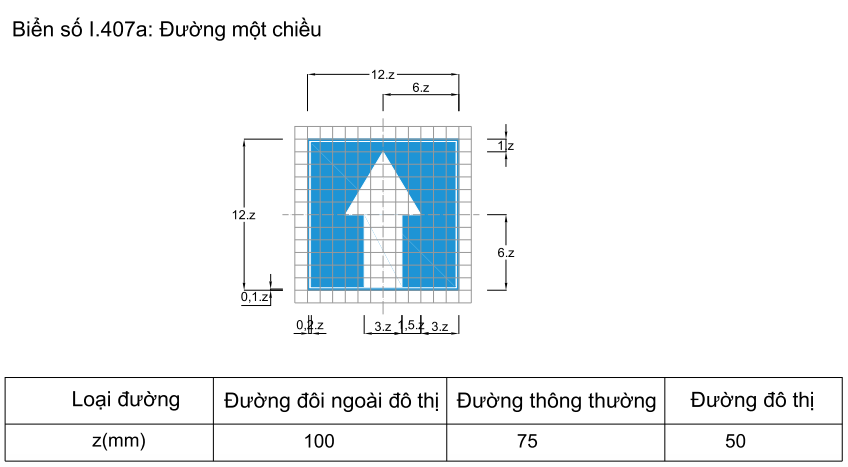 Biển số I.407a: Đường một chiều
12.z
6.z
1.z
12.z
6.z
0,1.z
0,2.z 3.z 1,5.z 3.z
Loại đường Đường đôi ngoài đô thị Đường thông thường Đường đô thị
z(mm) 100 75 50